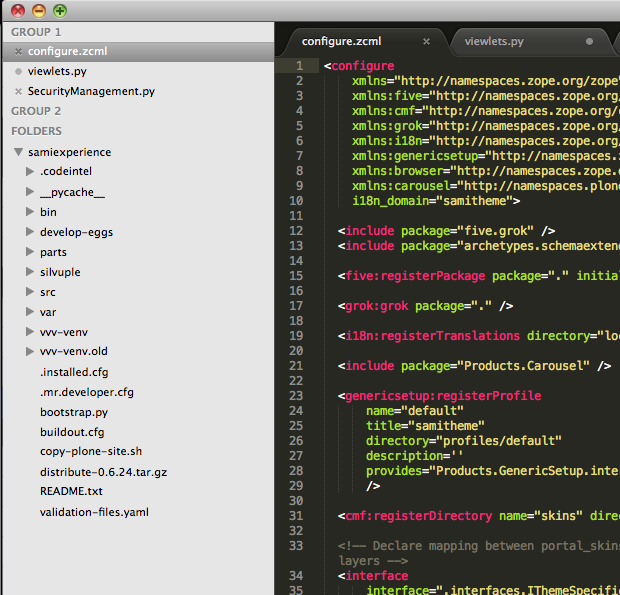 GROUP 1
configure.zcml
viewlets.py
SecurityManagement.py
GROUP 2
FOLDERS
samiexperience
.codeintel
__pycache__
bin
develop-eggs
parts
silvuple
src
var
vvv-venv
vvv-venv.old
.installed.cfg
.mr.developer.cfg
bootstrap.py
buildout.cfg
copy-plone-site.sh
distribute-0.6.24.tar.gz
README.txt
validation-files.yaml
configure.zcml viewlets.py
1 <configure
2 xmlns="http://namespaces.zope.org/zope"
3 xmlns:five="http://namespaces.zope.org/
4 xmlns:cmf="http://namespaces.zope.org/
5 xmlns:grok="http://namespaces.zope.org/
6 xmlns:i18n="http://namespaces.zope.org/
7 xmlns:genericsetup="http://namespaces.z
8 xmlns:browser="http://namespaces.zope.o
9 xmlns:carousel="http://namespaces.plone
10 i18n_domain="samitheme">
11
12 <include package="five.grok" />
13 <include package="archetypes.schemaexten
14
15 <five:registerPackage package="." initial
16
17 <grok:grok package="." />
18
19 <i18n:registerTranslations directory="lo
20
21 <include package="Products.Carousel" />
22
23 <genericsetup:registerProfile
24 name="default"
25 title="samitheme"
26 directory="profiles/default"
27 description=''
28 provides="Products.GenericSetup.inter
29 />
30
31 <cmf:registerDirectory name="skins" direc
32
33 <!-- Declare mapping between portal_skins
layers -->
34 <interface
35 interface=".interfaces.IThemeSpecific